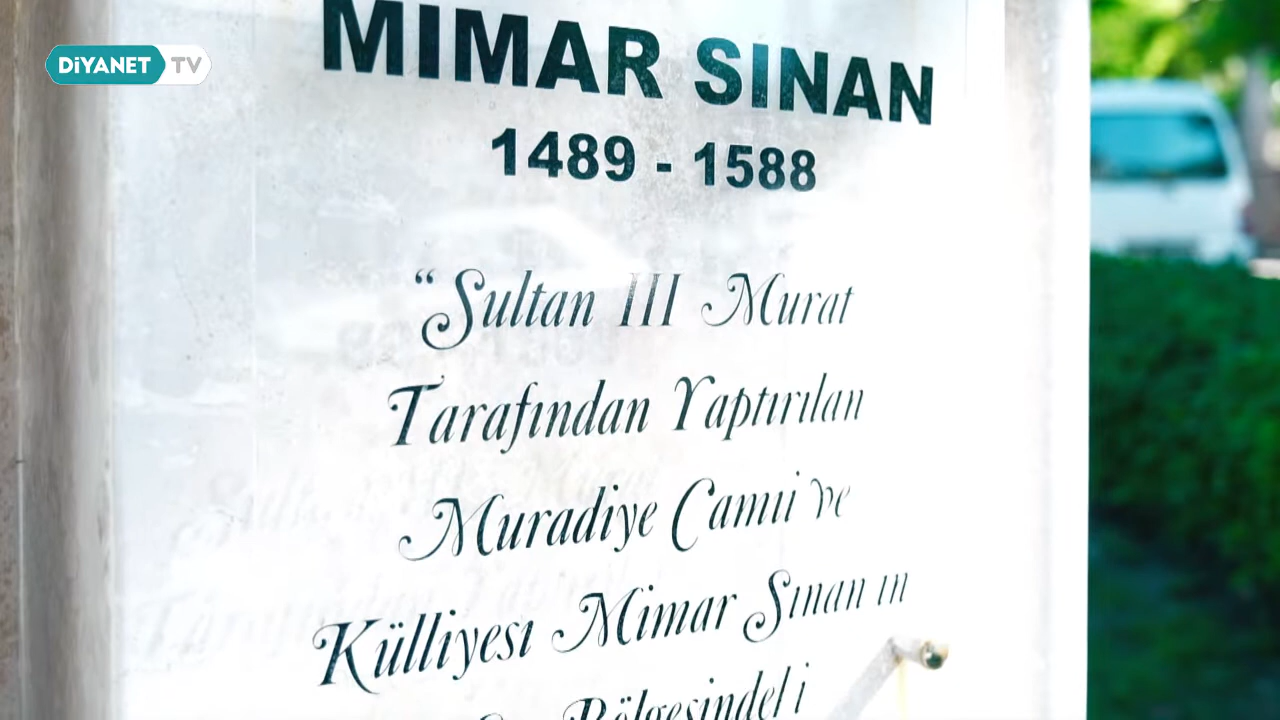 DİYANET TV
MIMAR SINAN
1489 - 1588
“Sultan III Murat
Tarafından Yaptırılan
Muradiye Camii ve
Külliyesi Mimar Sinan ın
Bölgesindeki